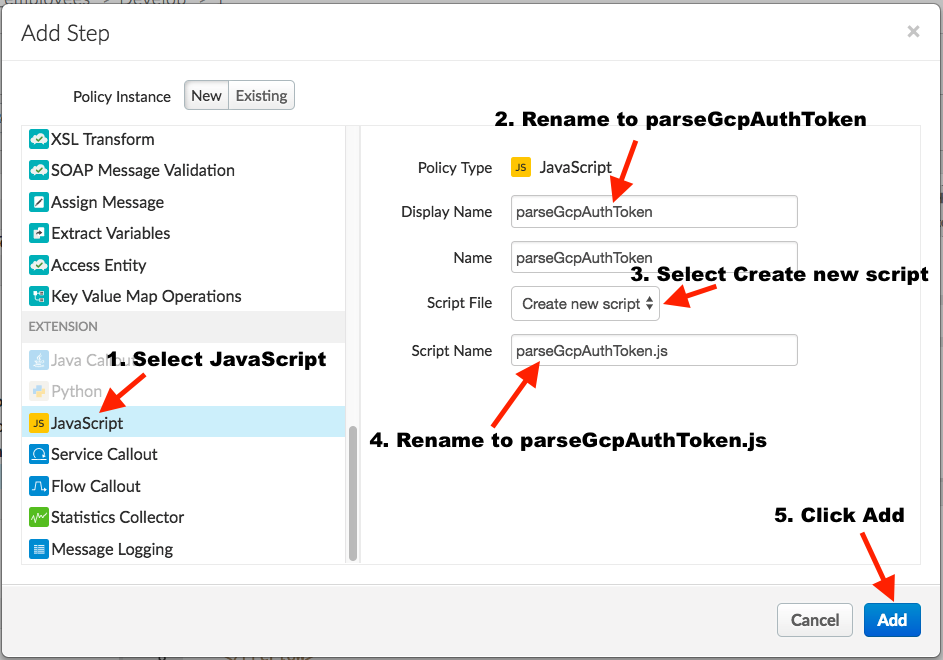 employees > Develop >
Add Step
×
Policy Instance New Existing
2. Rename to parseGcpAuthToken
XSL Transform
SOAP Message Validation
Assign Message
Extract Variables
Access Entity
Key Value Map Operations
EXTENSION
Java Callout
1. Select JavaScript
Python
JS JavaScript
Service Callout
Flow Callout
Statistics Collector
Message Logging
Policy Type JS JavaScript
Display Name parseGcpAuthToken
Name parseGcpAuthToken
3. Select Create new script
Script File Create new script
Script Name parseGcpAuthToken.js
4. Rename to parseGcpAuthToken.js
5. Click Add
Cancel Add